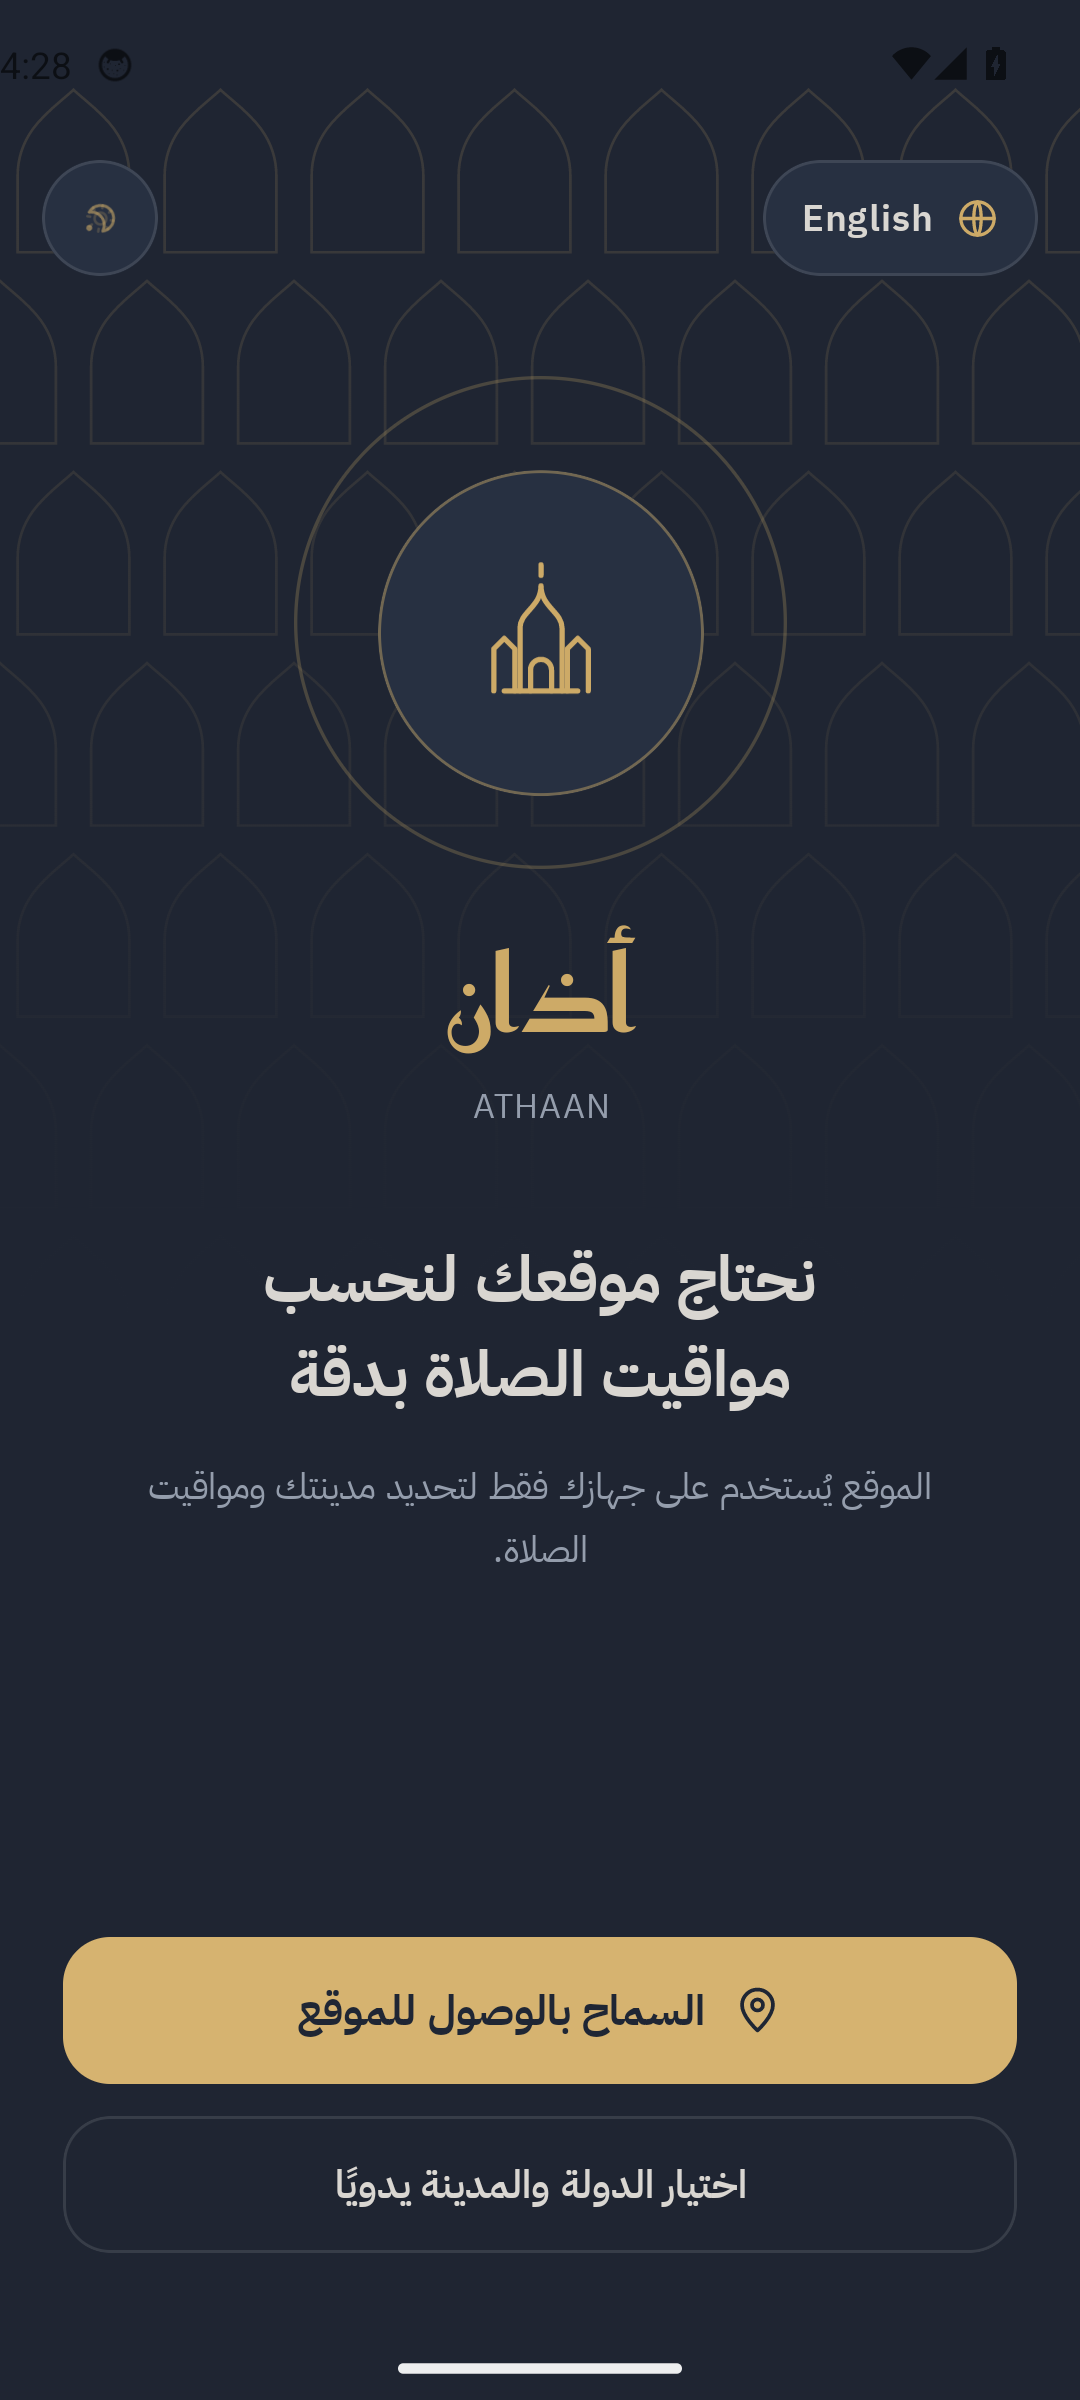 4:28
English
أذان
ATHAAN
نحتاج موقعك لنحسب
مواقيت الصلاة بدقة
الموقع يُستخدم على جهازك فقط لتحديد مدينتك ومواقيت
الصلاة.
السماح بالوصول للموقع
اختيار الدولة والمدينة يدويًا